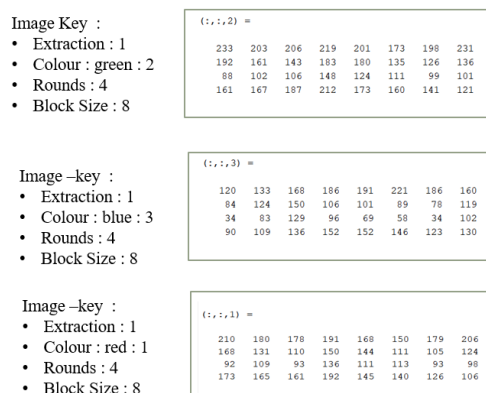 Image Key :
• Extraction : 1
• Colour : green : 2
• Rounds : 4
• Block Size : 8
(:,:,2) =
233 203 206 219 201 173 198 231
192 161 143 183 180 135 126 136
88 102 106 148 124 111 99 101
161 167 187 212 173 160 141 121
Image –key :
• Extraction : 1
• Colour : blue : 3
• Rounds : 4
• Block Size : 8
(:,:,3) =
120 133 168 186 191 221 186 160
84 124 150 106 101 89 78 119
34 83 129 96 69 58 34 102
90 109 136 152 152 146 123 130
Image –key :
• Extraction : 1
• Colour : red : 1
• Rounds : 4
• Block Size : 8
(:,:,1) =
210 180 178 191 168 150 179 206
168 131 110 150 144 111 105 124
92 109 93 136 111 113 93 98
173 165 161 192 145 140 126 106